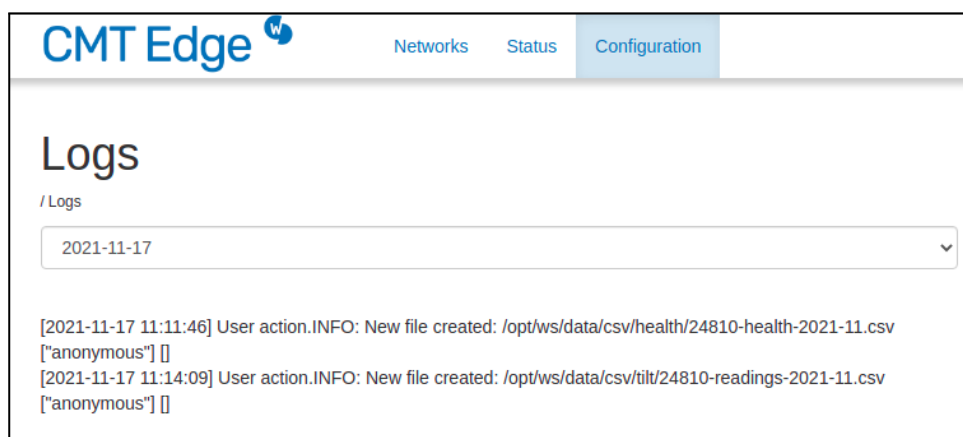 CMT Edge W
Networks Status Configuration
Logs
/ Logs
2021-11-17
[2021-11-17 11:11:46] User action.INFO: New file created: /opt/ws/data/csv/health/24810-health-2021-11.csv
["anonymous"] []
[2021-11-17 11:14:09] User action.INFO: New file created: /opt/ws/data/csv/tilt/24810-readings-2021-11.csv
["anonymous"] []